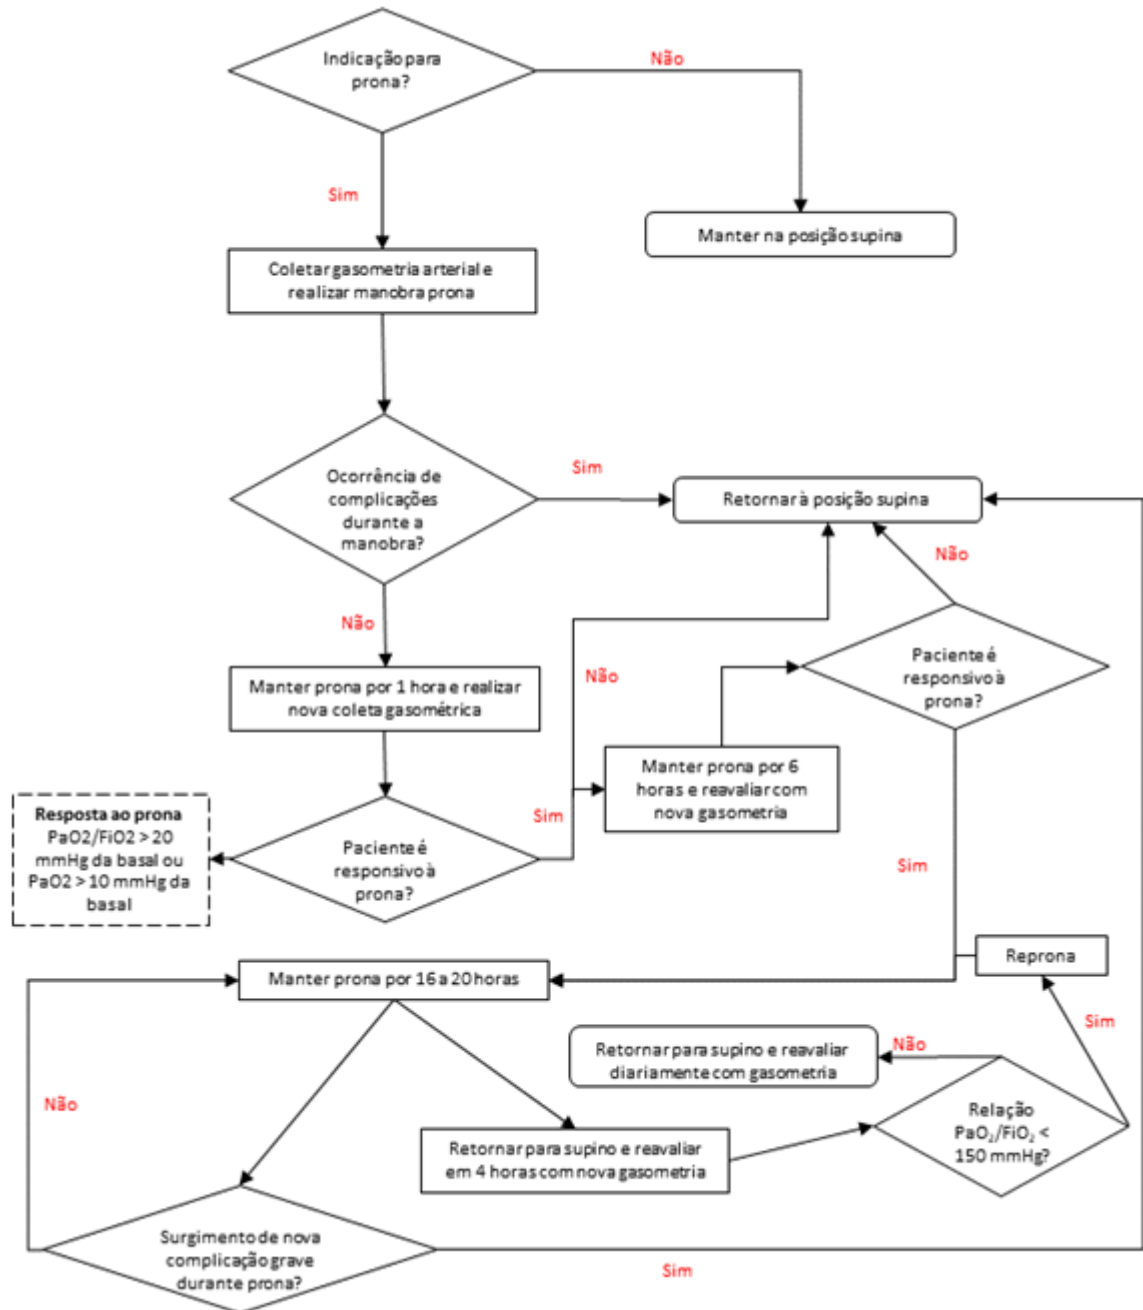 Indicação para
prona?
Não
Sim
Manter na posição supina
Coletar gasometria arterial e
realizar manobra prona
Ocorrência de
complicações
durante a
manobra?
Sim
Retornar à posição supina
Não
Não
Manter prona por 1 hora e realizar
nova coleta gasométrica
Não
Paciente é
responsivo à
prona?
Manter prona por 6
horas e reavaliar com
nova gasometria
Resposta ao prona
PaO2/FiO2 > 20
mmHg da basal ou
PaO2 > 10 mmHg da
basal
Paciente é
responsivo à
prona?
Sim
Sim
Manter prona por 16 a 20 horas
Reprona
Sim
Não
Retornar para supino e reavaliar
diariamente com gasometria
Não
Relação
PaO₂/FiO₂ <
150 mmHg?
Retornar para supino e reavaliar
em 4 horas com nova gasometria
Surgimento de nova
complicação grave
durante prona?
Sim